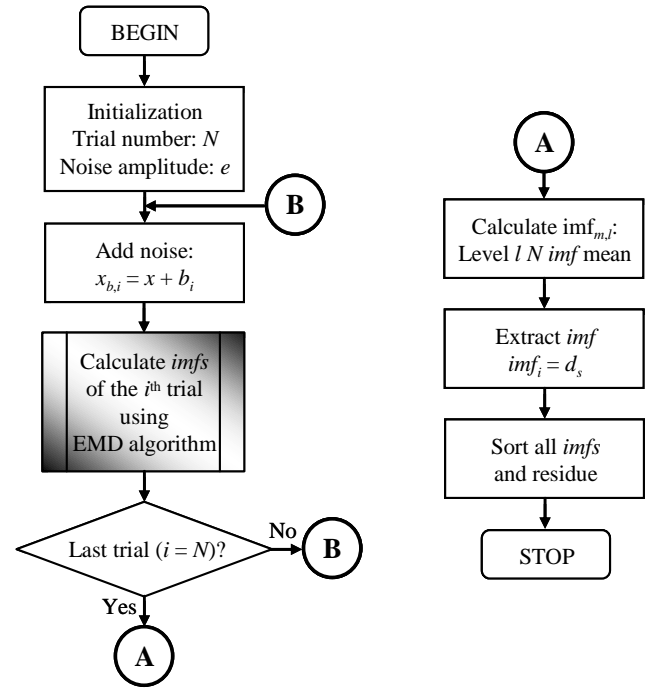 BEGIN
Initialization
Trial number: N
Noise amplitude: e
B
Add noise:
x_{b,i} = x + b_i
Calculate imfs
of the i^{th} trial
using
EMD algorithm
Last trial (i = N)?
No
B
Yes
A
A
Calculate imf_{m,l}:
Level l N imf mean
Extract imf
imf_i = d_s
Sort all imfs
and residue
STOP